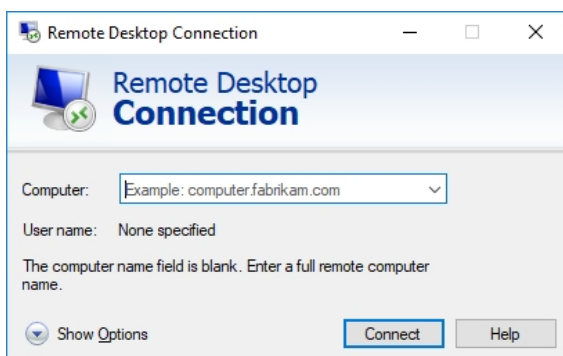 Remote Desktop Connection
Remote Desktop
Connection
Computer: Example: computer.fabrikam.com
User name: None specified
The computer name field is blank. Enter a full remote computer
name.
Show Options Connect Help